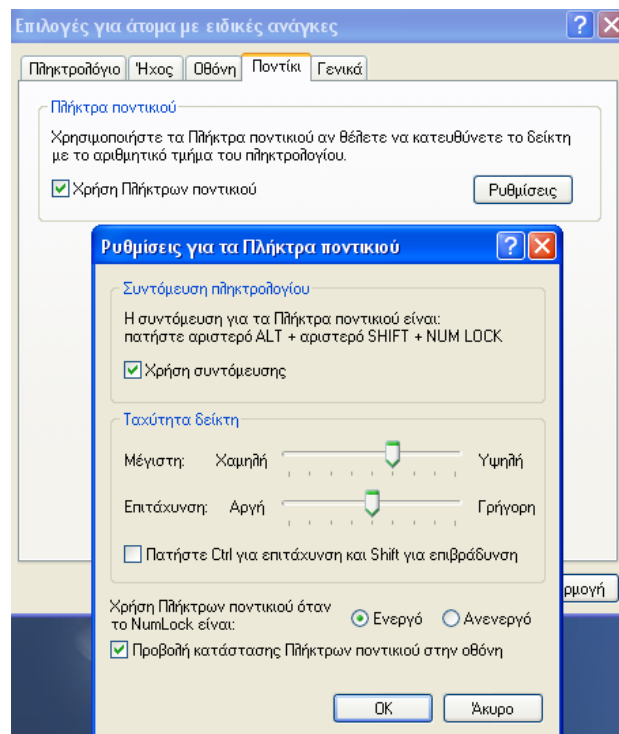 Επιλογές για άτομα με ειδικές ανάγκες
Πληκτρολόγιο Ήχος Οθόνη Ποντίκι Γενικά
Πλήκτρα ποντικιού
Χρησιμοποιήστε τα Πλήκτρα ποντικιού αν θέλετε να κατευθύνετε το δείκτη
με το αριθμητικό τμήμα του πληκτρολογίου.
Χρήση Πλήκτρων ποντικιού Ρυθμίσεις
Ρυθμίσεις για τα Πλήκτρα ποντικιού
Συντόμευση πληκτρολογίου
Η συντόμευση για τα Πλήκτρα ποντικιού είναι:
πατήστε αριστερό ALT + αριστερό SHIFT + NUM LOCK
Χρήση συντόμευσης
Ταχύτητα δείκτη
Μέγιστη: Χαμηλή Υψηλή
Επιτάχυνση: Αργή Γρήγορη
Πατήστε Ctrl για επιτάχυνση και Shift για επιβράδυνση
ρμογή
Χρήση Πλήκτρων ποντικιού όταν
το NumLock είναι: Ενεργό Ανενεργό
Προβολή κατάστασης Πλήκτρων ποντικιού στην οθόνη
OK Άκυρο